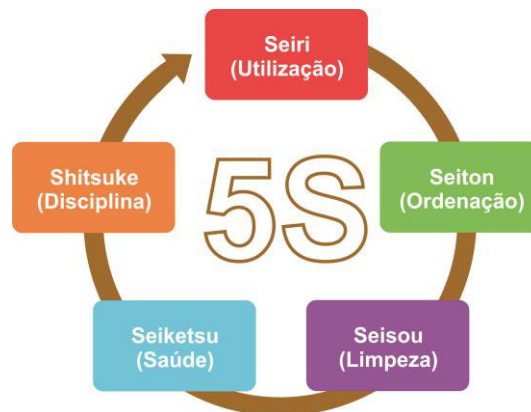 Seiri
(Utilização)
Seiton
(Ordenação)
Seisou
(Limpeza)
Seiketsu
(Saúde)
Shitsuke
(Disciplina)
5S